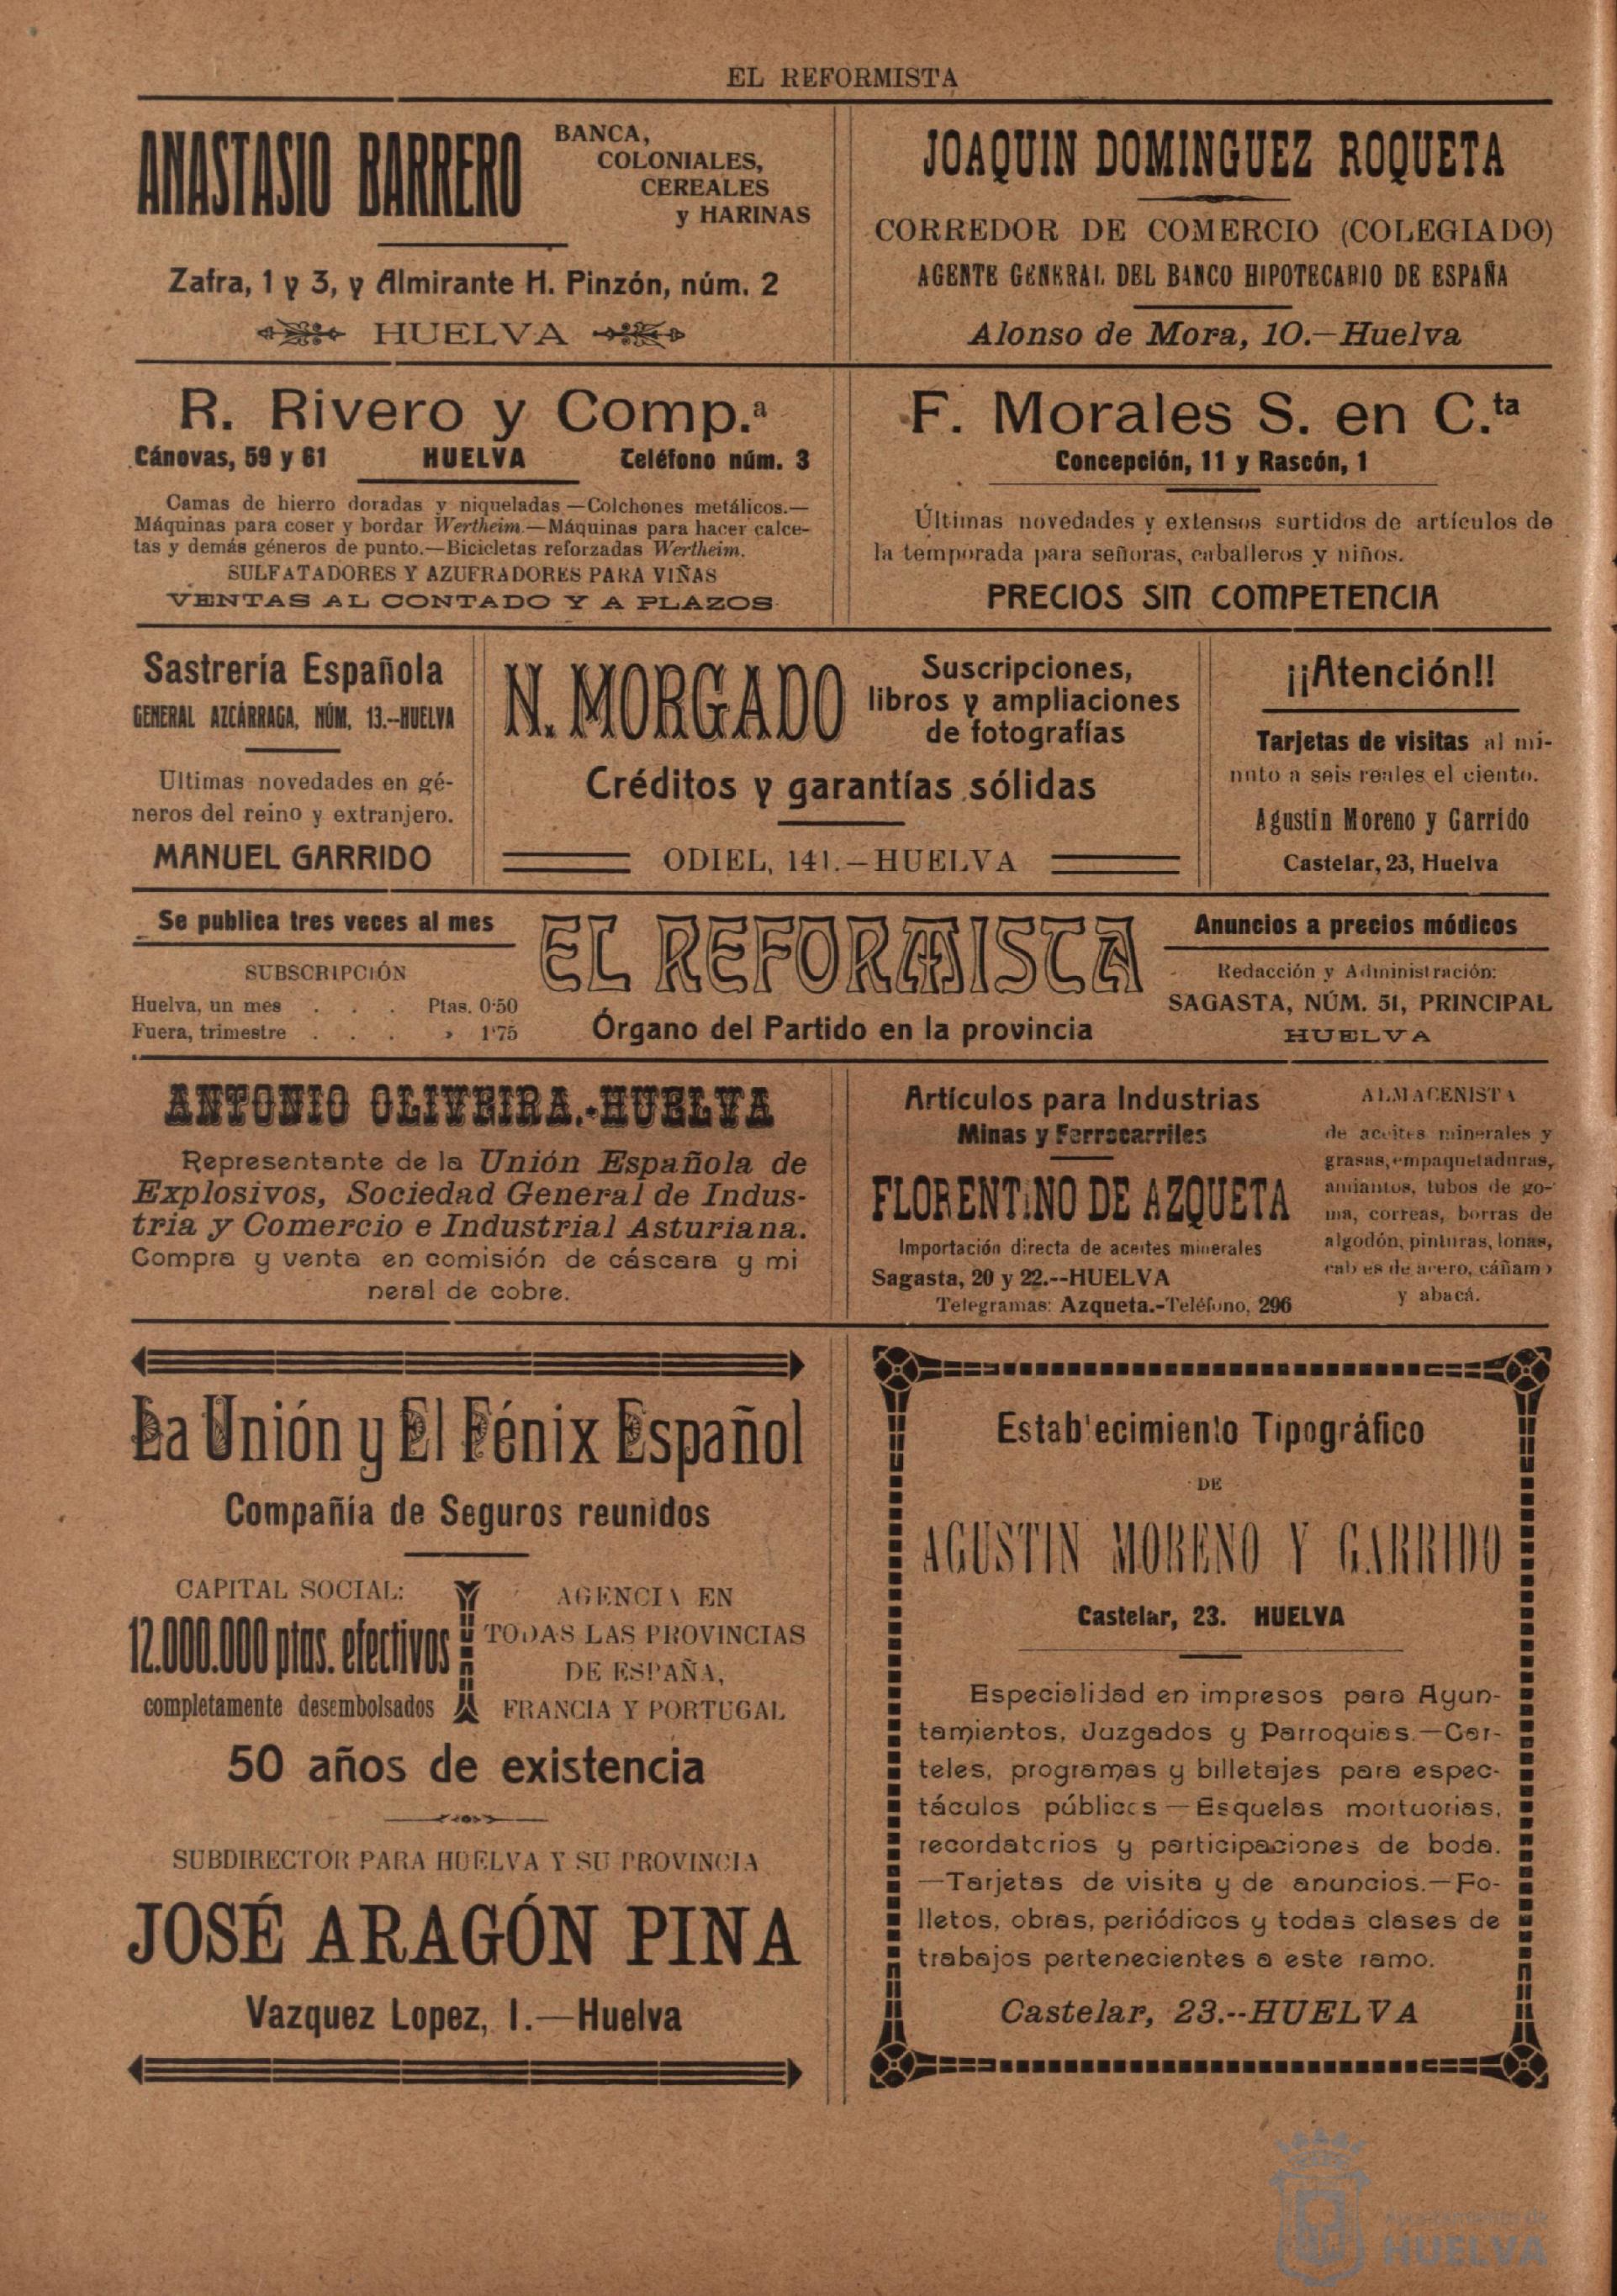 EL REFORMISTA
ANASTASIO BARRERO
BANCA,
COLONIALES,
CEREALES
y HARINAS
Zafra, 1 y 3, y Almirante H. Pinzón, núm. 2
HUELVA
JOAQUIN DOMINGUEZ ROQUETA
CORREDOR DE COMERCIO (COLEGIADO)
AGENTE GENERAL DEL BANCO HIPOTECARIO DE ESPAÑA
Alonso de Mora, 10.—Huelva
R. Rivero y Comp.ª
Cánovas, 59 y 61 HUELVA Teléfono núm. 3
Camas de hierro doradas y niqueladas.—Colchones metálicos.—
Máquinas para coser y bordar Wertheim.—Máquinas para hacer calce-
tas y demás géneros de punto.—Bicicletas reforzadas Wertheim.
SULFATADORES Y AZUFRADORES PARA VIÑAS
VENTAS AL CONTADO Y A PLAZOS
F. Morales S. en C.ta
Concepción, 11 y Rascón, 1
Últimas novedades y extensos surtidos de artículos de
la temporada para señoras, caballeros y niños.
PRECIOS SIN COMPETENCIA
Sastrería Española
GENERAL AZCÁRRAGA, NÚM. 13.--HUELVA
Ultimas novedades en gé-
neros del reino y extranjero.
MANUEL GARRIDO
N. MORGADO
Suscripciones,
libros y ampliaciones
de fotografías
Créditos y garantías sólidas
ODIEL, 141.—HUELVA
¡¡Atención!!
Tarjetas de visitas al mi-
nuto a seis reales el ciento.
Agustín Moreno y Garrido
Castelar, 23, Huelva
Se publica tres veces al mes
SUBSCRIPCIÓN
Huelva, un mes . . . Ptas. 0'50
Fuera, trimestre . . . » 1'75
EL REFORMISTA
Órgano del Partido en la provincia
Anuncios a precios módicos
Redacción y Administración:
SAGASTA, NÚM. 51, PRINCIPAL
HUELVA
ANTONIO OLIVEIRA.-HUELVA
Representante de la Unión Española de
Explosivos, Sociedad General de Indus-
tria y Comercio e Industrial Asturiana.
Compra y venta en comisión de cáscara y mi
neral de cobre.
Artículos para Industrias
Minas y Ferrocarriles
FLORENTINO DE AZQUETA
Importación directa de aceites minerales
Sagasta, 20 y 22.--HUELVA
Telegramas: Azqueta.-Teléfono, 296
ALMACENISTA
de aceites minerales y
grasas, empaquetaduras,
amiantos, tubos de go-
ma, correas, borras de
algodón, pinturas, lonas,
cables de acero, cáñamo
y abacá.
La Unión y El Fénix Español
Compañía de Seguros reunidos
CAPITAL SOCIAL:
12.000.000 ptas. efectivos
completamente desembolsados
AGENCIA EN
TODAS LAS PROVINCIAS
DE ESPAÑA,
FRANCIA Y PORTUGAL
50 años de existencia
SUBDIRECTOR PARA HUELVA Y SU PROVINCIA
JOSÉ ARAGÓN PINA
Vazquez Lopez, 1.—Huelva
Establecimiento Tipográfico
DE
AGUSTIN MORENO Y GARRIDO
Castelar, 23. HUELVA
Especialidad en impresos para Ayun-
tamientos, Juzgados y Parroquias.—Car-
teles, programas y billetajes para espec-
táculos públicos—Esquelas mortuorias,
recordatorios y participaciones de boda.
—Tarjetas de visita y de anuncios.—Fo-
lletos, obras, periódicos y todas clases de
trabajos pertenecientes a este ramo.
Castelar, 23.--HUELVA
HUELVA